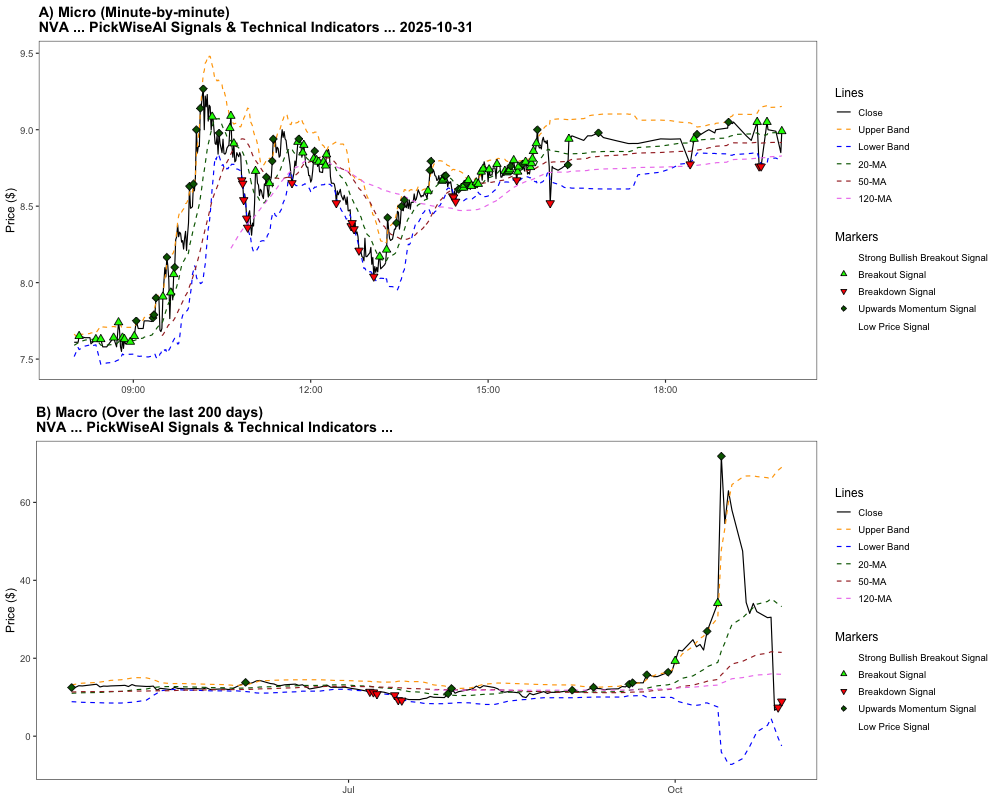 A) Micro (Minute-by-minute)
NVA ... PickWiseAI Signals & Technical Indicators ... 2025-10-31
Price ($)
9.5
9.0
8.5
8.0
7.5
09:00
12:00
15:00
18:00
Lines
Close
Upper Band
Lower Band
20-MA
50-MA
120-MA
Markers
Strong Bullish Breakout Signal
Breakout Signal
Breakdown Signal
Upwards Momentum Signal
Low Price Signal
B) Macro (Over the last 200 days)
NVA ... PickWiseAI Signals & Technical Indicators ...
Price ($)
60
40
20
0
Jul
Oct
Lines
Close
Upper Band
Lower Band
20-MA
50-MA
120-MA
Markers
Strong Bullish Breakout Signal
Breakout Signal
Breakdown Signal
Upwards Momentum Signal
Low Price Signal